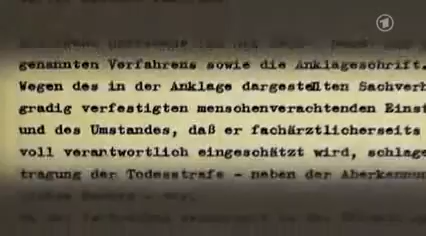 genannten Verfahrens sowie die Anklageschrift.
Wegen des in der Anklage dargestellten Sachverh
gradig verfestigten menschenverachtenden Einst
und des Umstandes, daß er fachärztlicherseits
voll verantwortlich eingeschätzt wird, schlage
tragung der Todesstrafe - neben der Aberkennun